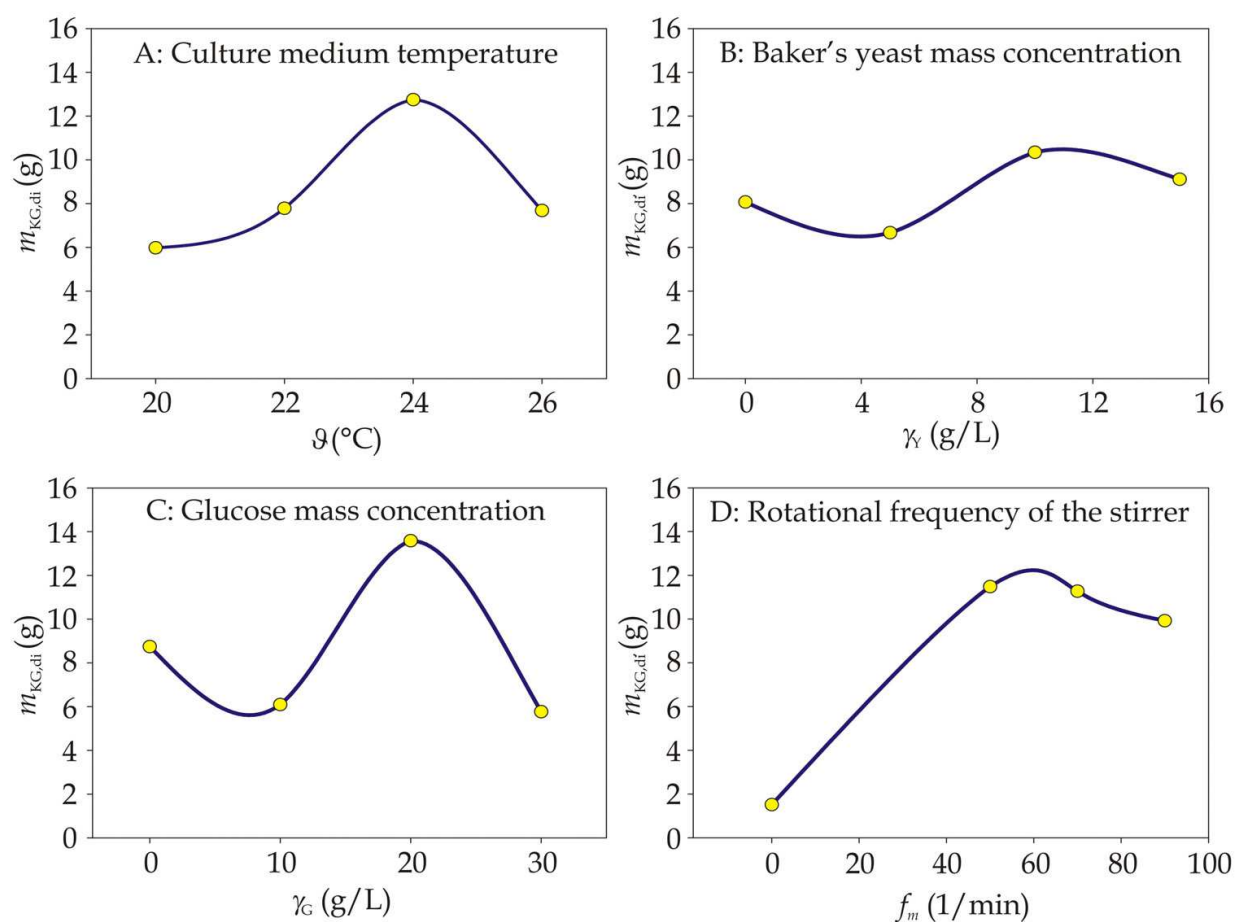 A: Culture medium temperature
16
14
12
10
8
6
4
2
0
m_KG,di (g)
20 22 24 26
ϑ(°C)
B: Baker's yeast mass concentration
16
14
12
10
8
6
4
2
0
m_KG,dí (g)
0 4 8 12 16
γ_Y (g/L)
C: Glucose mass concentration
16
14
12
10
8
6
4
2
0
m_KG,di (g)
0 10 20 30
γ_G (g/L)
D: Rotational frequency of the stirrer
16
14
12
10
8
6
4
2
0
m_KG,dí (g)
0 20 40 60 80 100
f_m (1/min)